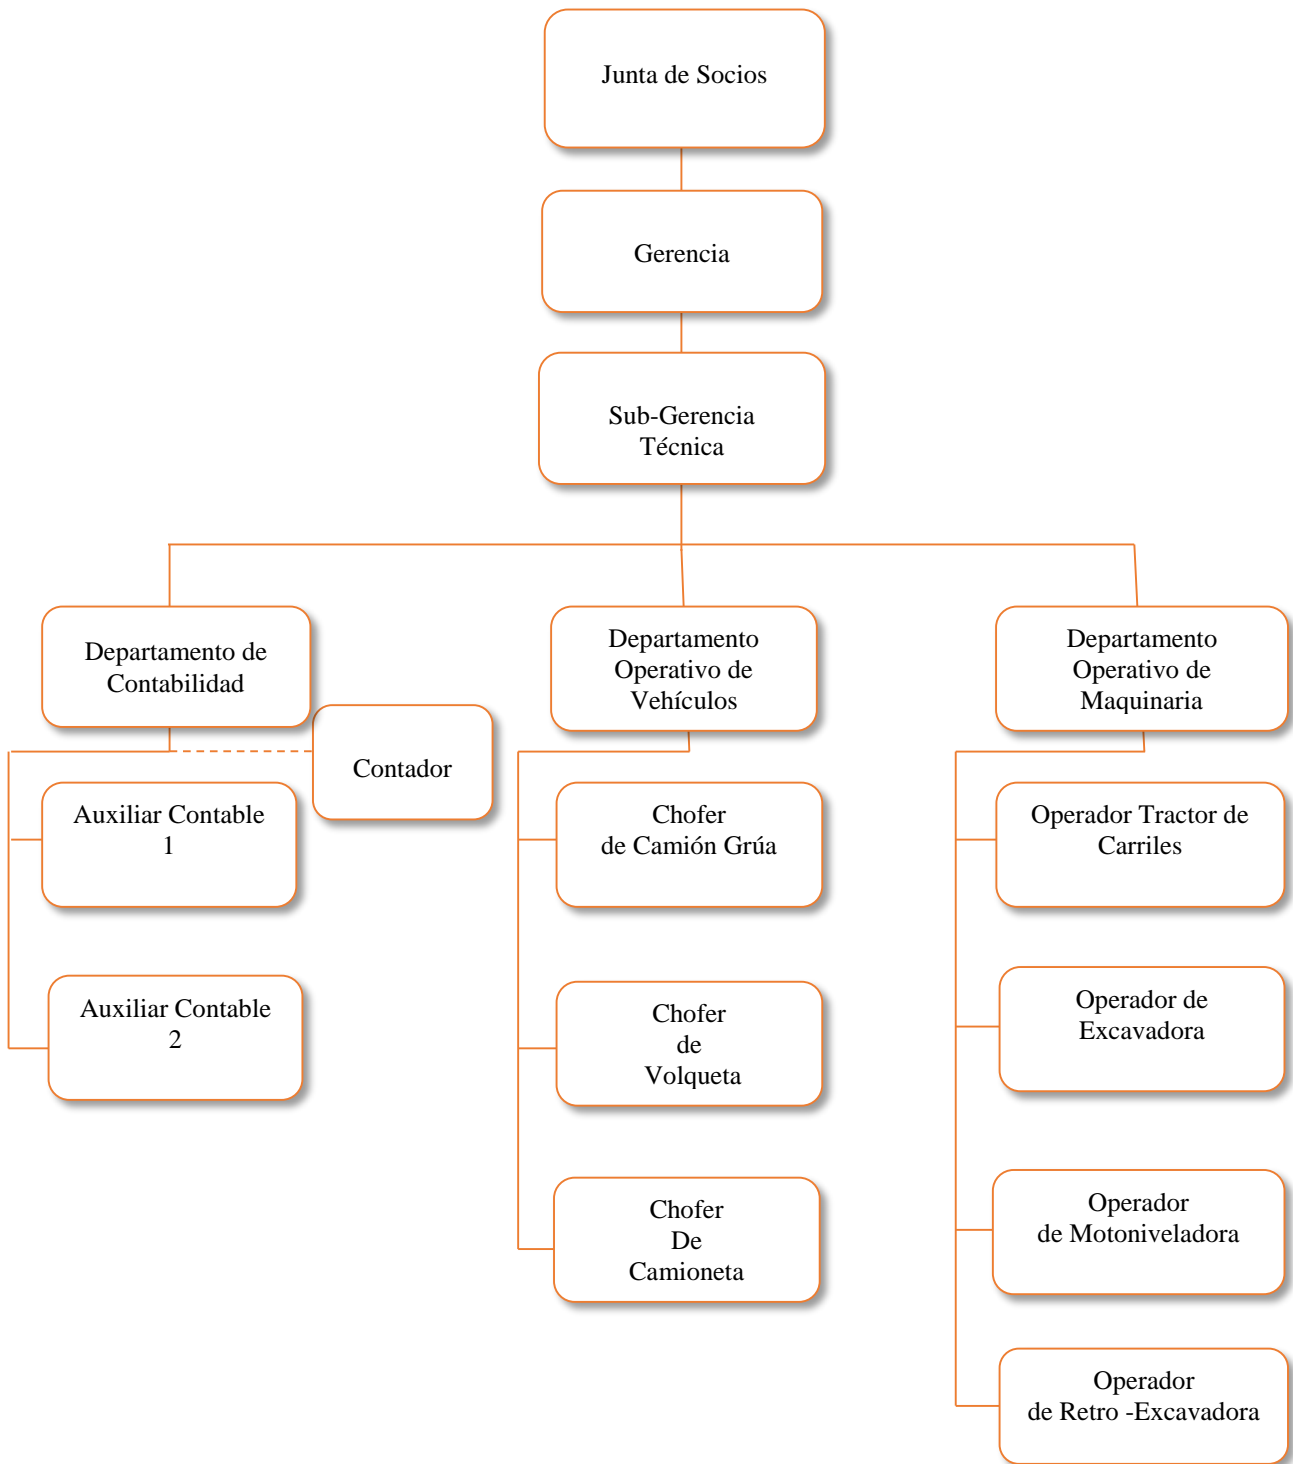 Junta de Socios
Gerencia
Sub-Gerencia
Técnica
Departamento de
Contabilidad
Departamento
Operativo de
Vehículos
Departamento
Operativo de
Maquinaria
Contador
Auxiliar Contable
1
Auxiliar Contable
2
Chofer
de Camión Grúa
Chofer
de
Volqueta
Chofer
De
Camioneta
Operador Tractor de
Carriles
Operador de
Excavadora
Operador
de Motoniveladora
Operador
de Retro -Excavadora